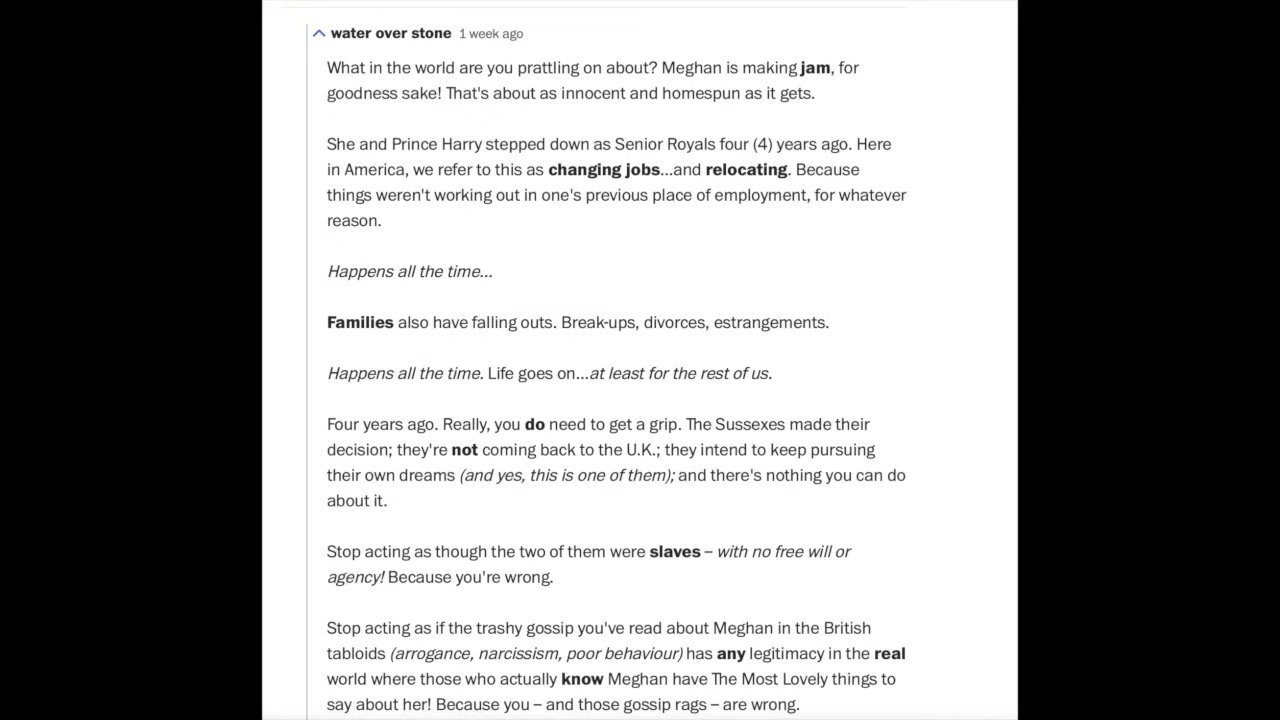 water over stone 1 week ago
What in the world are you prattling on about? Meghan is making jam, for
goodness sake! That's about as innocent and homespun as it gets.
She and Prince Harry stepped down as Senior Royals four (4) years ago. Here
in America, we refer to this as changing jobs...and relocating. Because
things weren't working out in one's previous place of employment, for whatever
reason.
Happens all the time...
Families also have falling outs. Break-ups, divorces, estrangements.
Happens all the time. Life goes on...at least for the rest of us.
Four years ago. Really, you do need to get a grip. The Sussexes made their
decision; they're not coming back to the U.K.; they intend to keep pursuing
their own dreams (and yes, this is one of them); and there's nothing you can do
about it.
Stop acting as though the two of them were slaves – with no free will or
agency! Because you're wrong.
Stop acting as if the trashy gossip you've read about Meghan in the British
tabloids (arrogance, narcissism, poor behaviour) has any legitimacy in the real
world where those who actually know Meghan have The Most Lovely things to
say about her! Because you – and those gossip rags – are wrong.